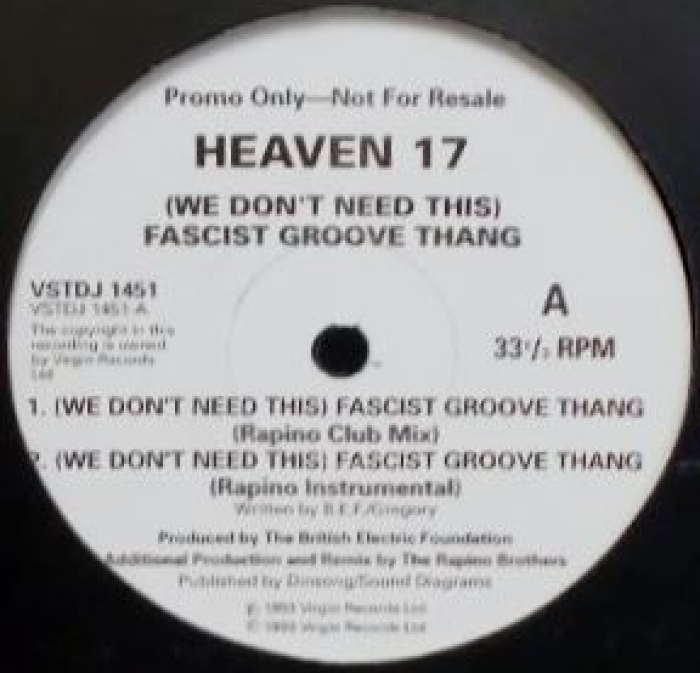 Promo Only—Not For Resale
HEAVEN 17
(WE DON'T NEED THIS)
FASCIST GROOVE THANG
VSTDJ 1451
VSTDJ 1451-A
The copyright in this
recording is owned
by Virgin Records
Ltd
A
33⅓ RPM
1. (WE DON'T NEED THIS) FASCIST GROOVE THANG
(Rapino Club Mix)
2. (WE DON'T NEED THIS) FASCIST GROOVE THANG
(Rapino Instrumental)
Written by B.E.F./Gregory
Produced by The British Electric Foundation
Additional Production and Remix by The Rapino Brothers
Published by Dinsong/Sound Diagrams
℗ 1993 Virgin Records Ltd
© 1993 Virgin Records Ltd